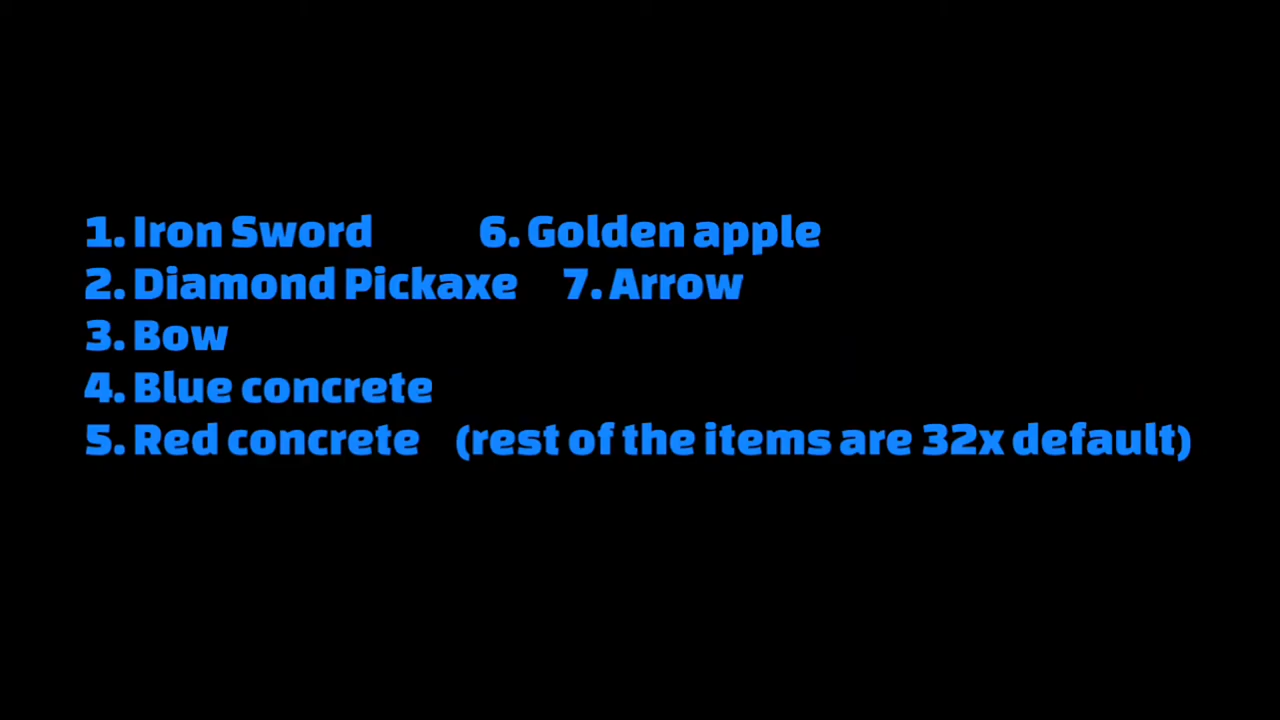 1. Iron Sword 6. Golden apple
2. Diamond Pickaxe 7. Arrow
3. Bow
4. Blue concrete
5. Red concrete (rest of the items are 32x default)